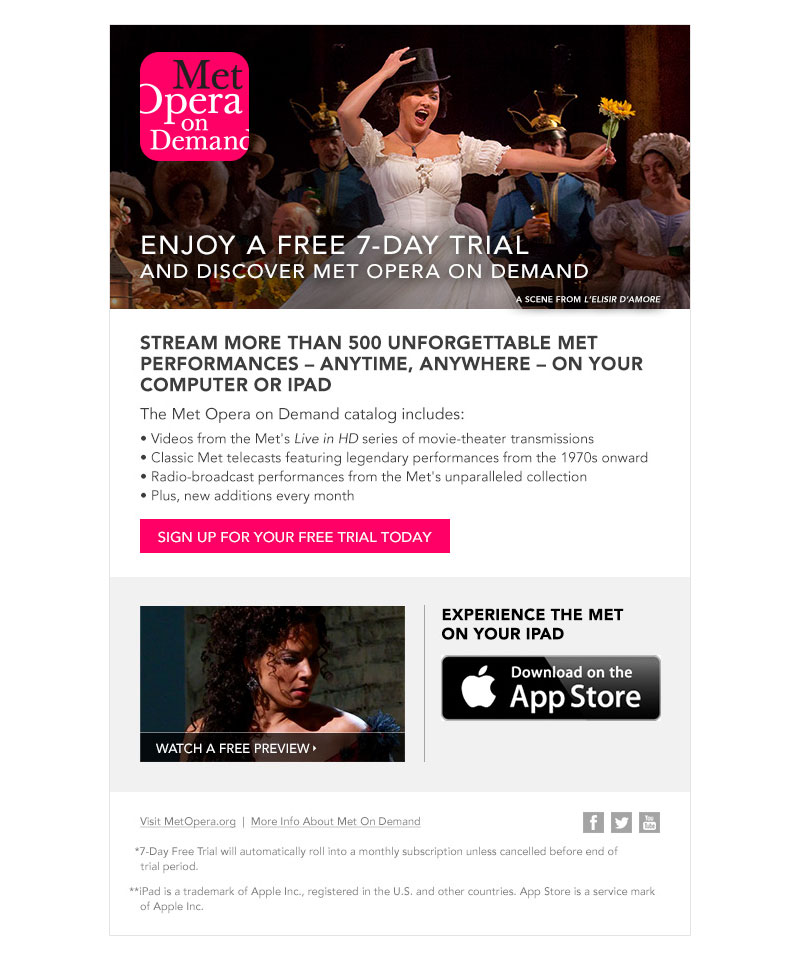 Met
Opera
on
Demand
ENJOY A FREE 7-DAY TRIAL
AND DISCOVER MET OPERA ON DEMAND
A SCENE FROM L'ELISIR D'AMORE
STREAM MORE THAN 500 UNFORGETTABLE MET
PERFORMANCES – ANYTIME, ANYWHERE – ON YOUR
COMPUTER OR IPAD
The Met Opera on Demand catalog includes:
• Videos from the Met's Live in HD series of movie-theater transmissions
• Classic Met telecasts featuring legendary performances from the 1970s onward
• Radio-broadcast performances from the Met's unparalleled collection
• Plus, new additions every month
SIGN UP FOR YOUR FREE TRIAL TODAY
WATCH A FREE PREVIEW
EXPERIENCE THE MET
ON YOUR IPAD
Download on the
App Store
Visit MetOpera.org | More Info About Met On Demand
f
You
Tube
*7-Day Free Trial will automatically roll into a monthly subscription unless cancelled before end of
trial period.
**iPad is a trademark of Apple Inc., registered in the U.S. and other countries. App Store is a service mark
of Apple Inc.